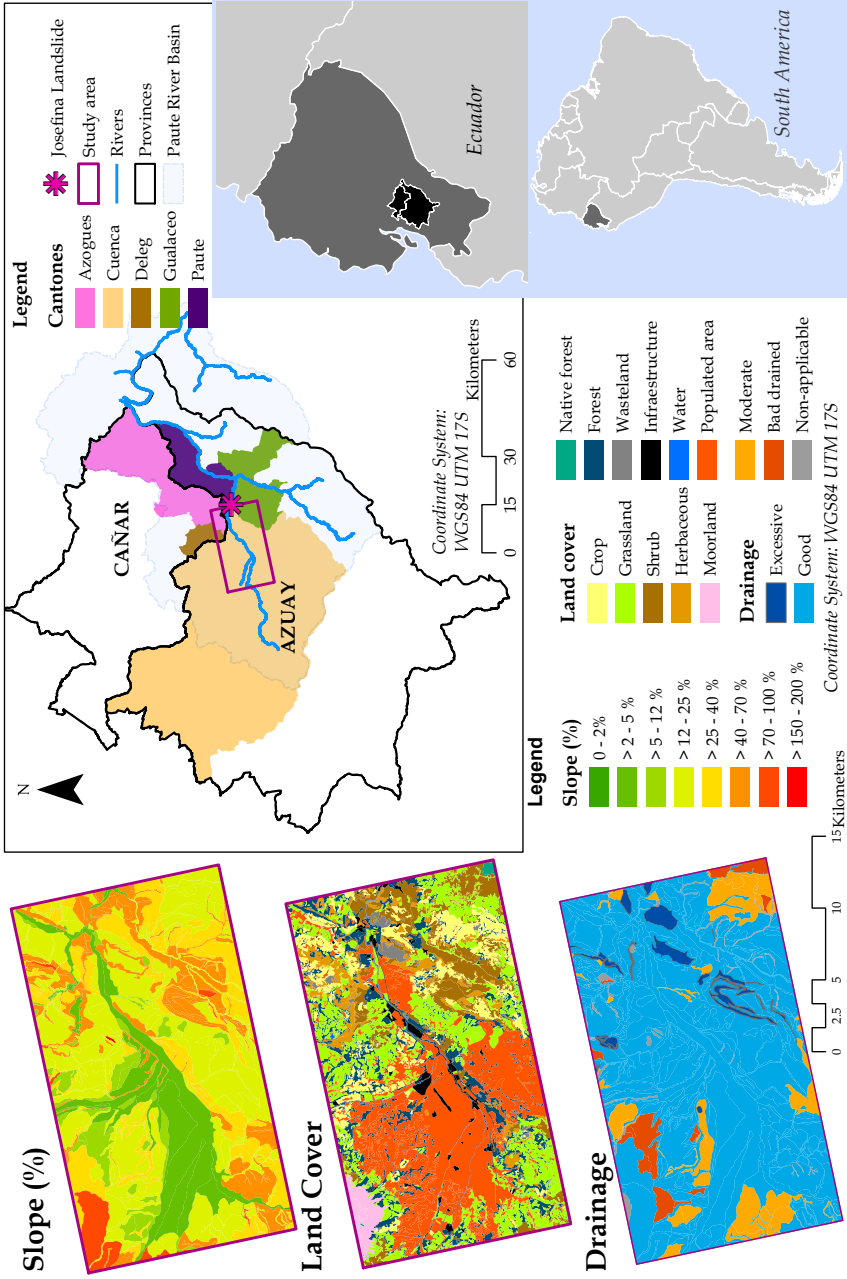 N
CAÑAR
AZUAY
Coordinate System:
WGS84 UTM 17S
0 15 30 60
Kilometers
Legend
Cantones
Azogues
Cuenca
Deleg
Gualaceo
Paute
Josefina Landslide
Study area
Rivers
Provinces
Paute River Basin
Ecuador
South America
Slope (%)
Land Cover
Drainage
0 2.5 5 10 15
Kilometers
Legend
Slope (%)
0 - 2%
> 2 - 5 %
> 5 - 12 %
> 12 - 25 %
> 25 - 40 %
> 40 - 70 %
> 70 - 100 %
> 150 - 200 %
Land cover
Crop
Grassland
Shrub
Herbaceous
Moorland
Native forest
Forest
Wasteland
Infraestructure
Water
Populated area
Drainage
Excessive
Good
Moderate
Bad drained
Non-applicable
Coordinate System: WGS84 UTM 17S